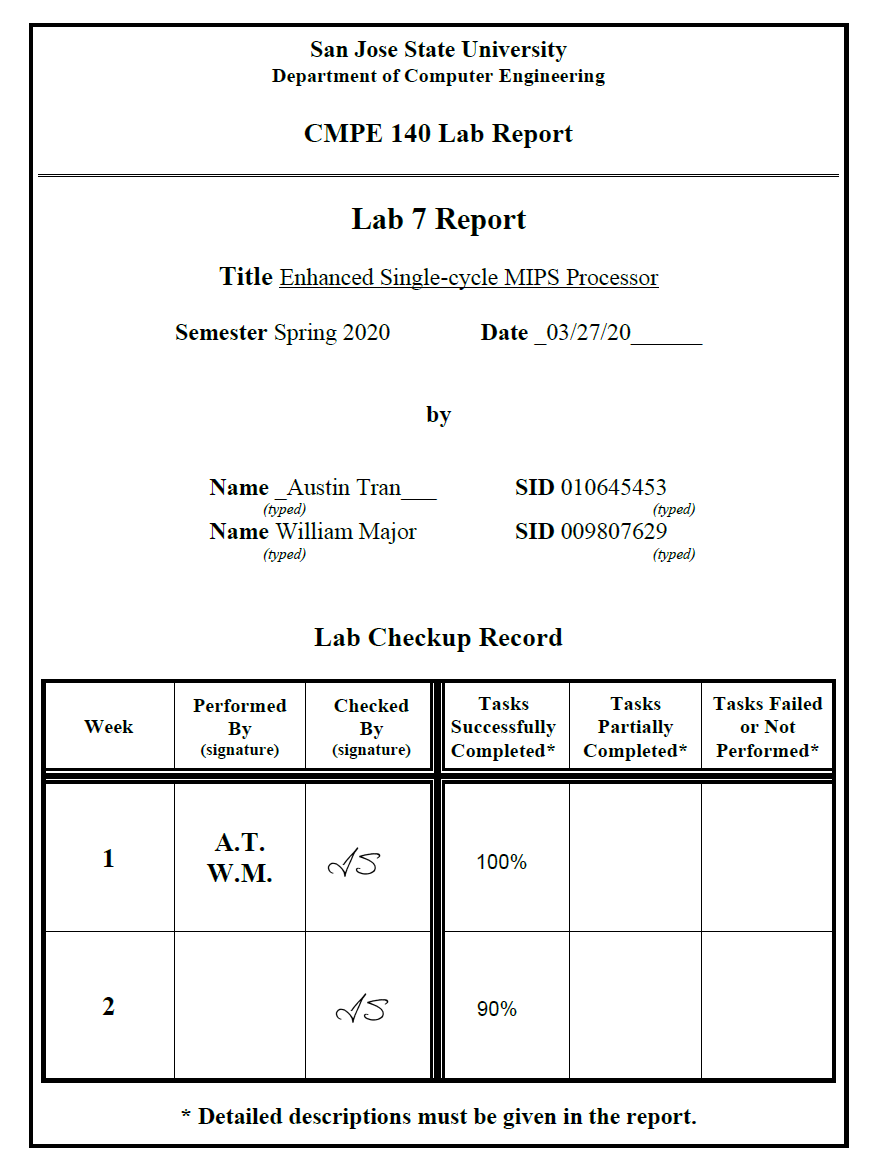 San Jose State University
Department of Computer Engineering
CMPE 140 Lab Report
Lab 7 Report
Title Enhanced Single-cycle MIPS Processor
Semester Spring 2020 Date _03/27/20______
by
Name _Austin Tran___ SID 010645453
(typed) (typed)
Name William Major SID 009807629
(typed) (typed)
Lab Checkup Record
Week
Performed
By
(signature)
Checked
By
(signature)
Tasks
Successfully
Completed*
Tasks
Partially
Completed*
Tasks Failed
or Not
Performed*
1
A.T.
W.M.
AS
100%
2
AS
90%
* Detailed descriptions must be given in the report.